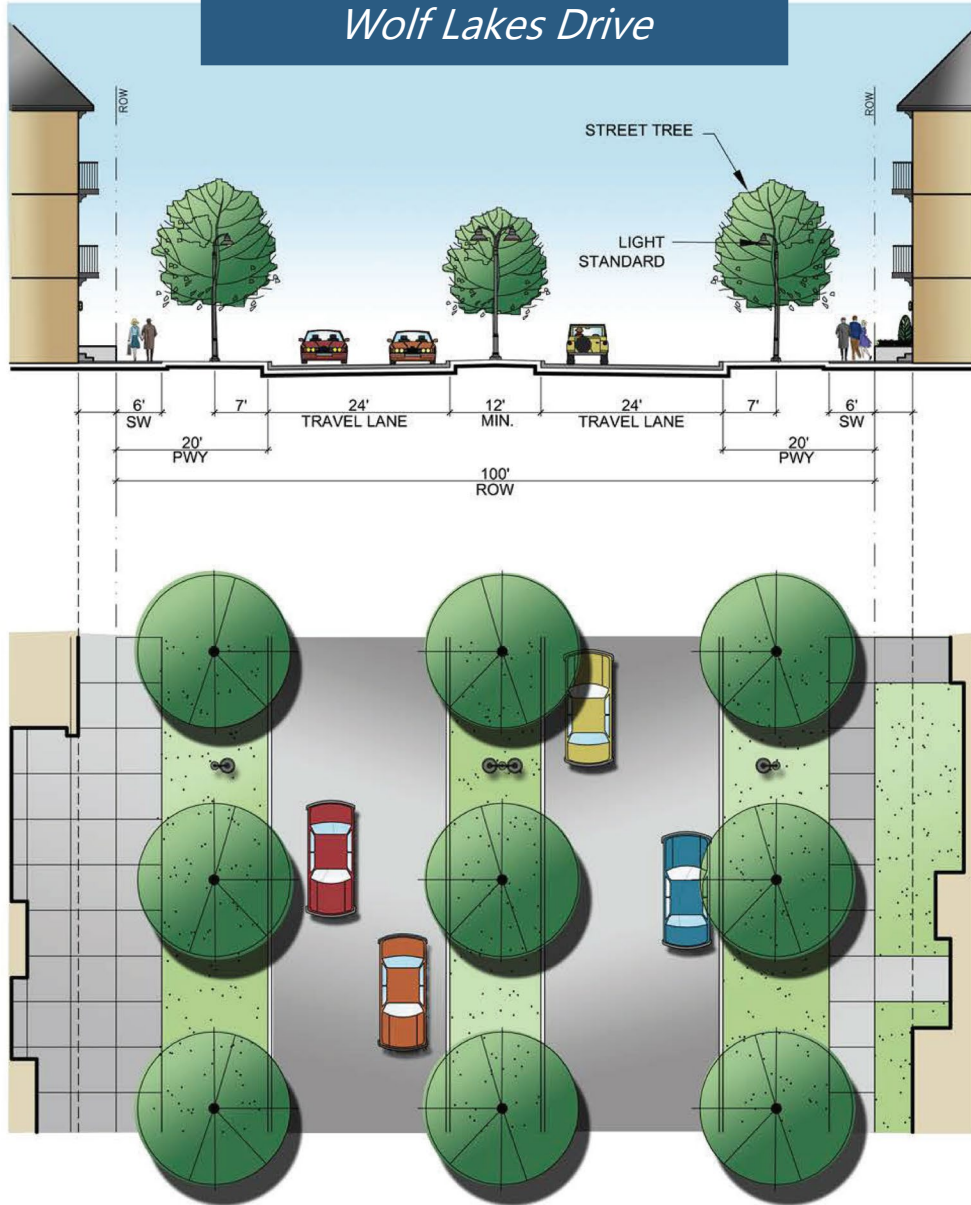 Wolf Lakes Drive
ROW
ROW
STREET TREE
LIGHT
STANDARD
6'
SW
7'
24'
TRAVEL LANE
12'
MIN.
24'
TRAVEL LANE
7'
6'
SW
20'
PWY
20'
PWY
100'
ROW